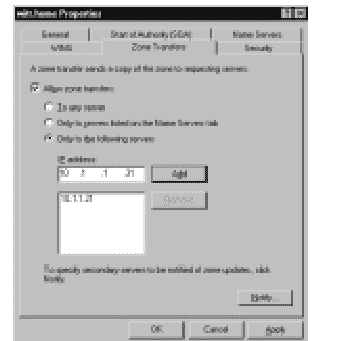 witt.home Properties
General
Start of Authority (SOA)
Name Servers
WINS
Zone Transfers
Security
A zone transfer sends a copy of the zone to requesting servers.
Allow zone transfers:
To any server
Only to servers listed on the Name Servers tab
Only to the following servers
IP address:
10 .1 .1 .21
Add
10.1.1.21
Remove
To specify secondary servers to be notified of zone updates, click
Notify.
Notify...
OK
Cancel
Apply